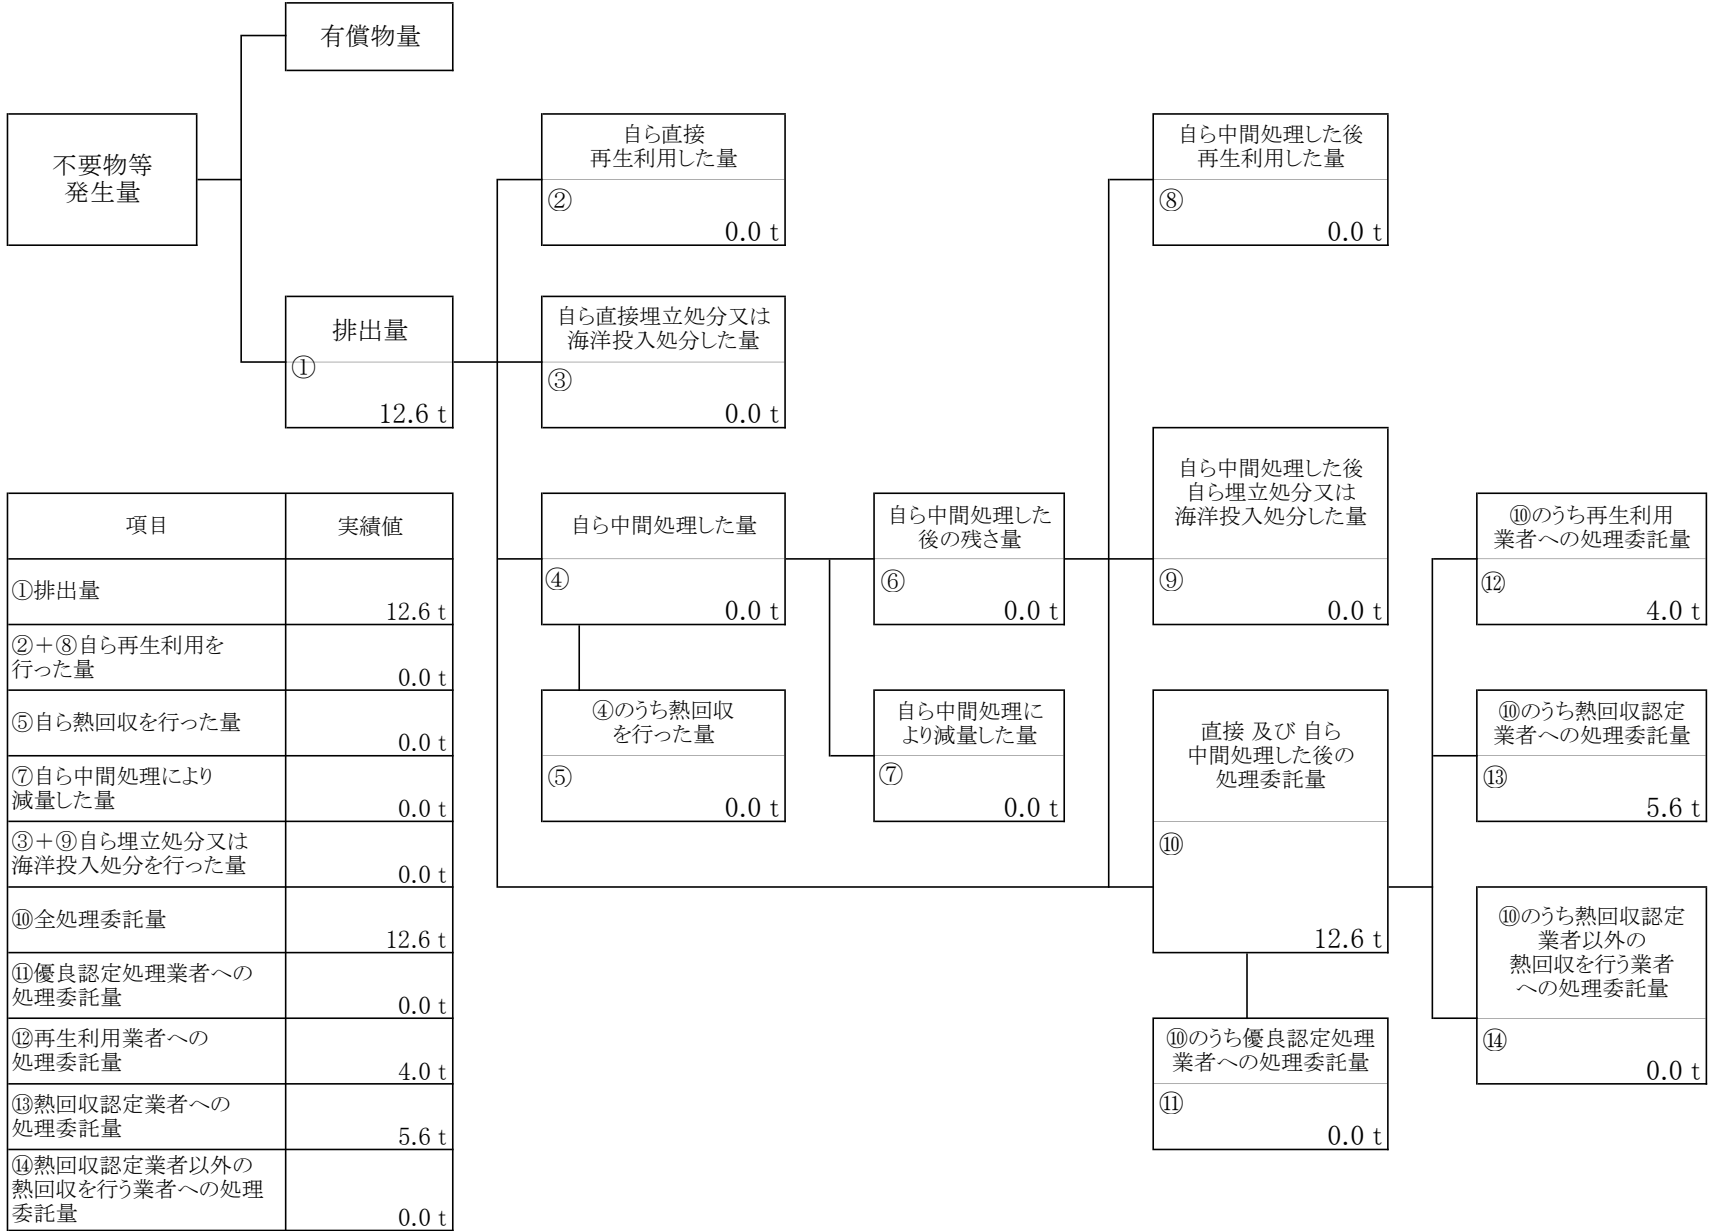 有償物量
不要物等
発生量
自ら直接
再生利用した量
②
0.0 t
自ら中間処理した後
再生利用した量
⑧
0.0 t
排出量
①
12.6 t
自ら直接埋立処分又は
海洋投入処分した量
③
0.0 t
自ら中間処理した量
④
0.0 t
自ら中間処理した
後の残さ量
⑥
0.0 t
自ら中間処理した後
自ら埋立処分又は
海洋投入処分した量
⑨
0.0 t
⑩のうち再生利用
業者への処理委託量
⑫
4.0 t
④のうち熱回収
を行った量
⑤
0.0 t
自ら中間処理に
より減量した量
⑦
0.0 t
直接 及び 自ら
中間処理した後の
処理委託量
⑩
12.6 t
⑩のうち熱回収認定
業者への処理委託量
⑬
5.6 t
⑩のうち熱回収認定
業者以外の
熱回収を行う業者
への処理委託量
⑭
0.0 t
⑩のうち優良認定処理
業者への処理委託量
⑪
0.0 t
項目 実績値
①排出量
12.6 t
②＋⑧自ら再生利用を
行った量
0.0 t
⑤自ら熱回収を行った量
0.0 t
⑦自ら中間処理により
減量した量
0.0 t
③＋⑨自ら埋立処分又は
海洋投入処分を行った量
0.0 t
⑩全処理委託量
12.6 t
⑪優良認定処理業者への
処理委託量
0.0 t
⑫再生利用業者への
処理委託量
4.0 t
⑬熱回収認定業者への
処理委託量
5.6 t
⑭熱回収認定業者以外の
熱回収を行う業者への処理
委託量
0.0 t